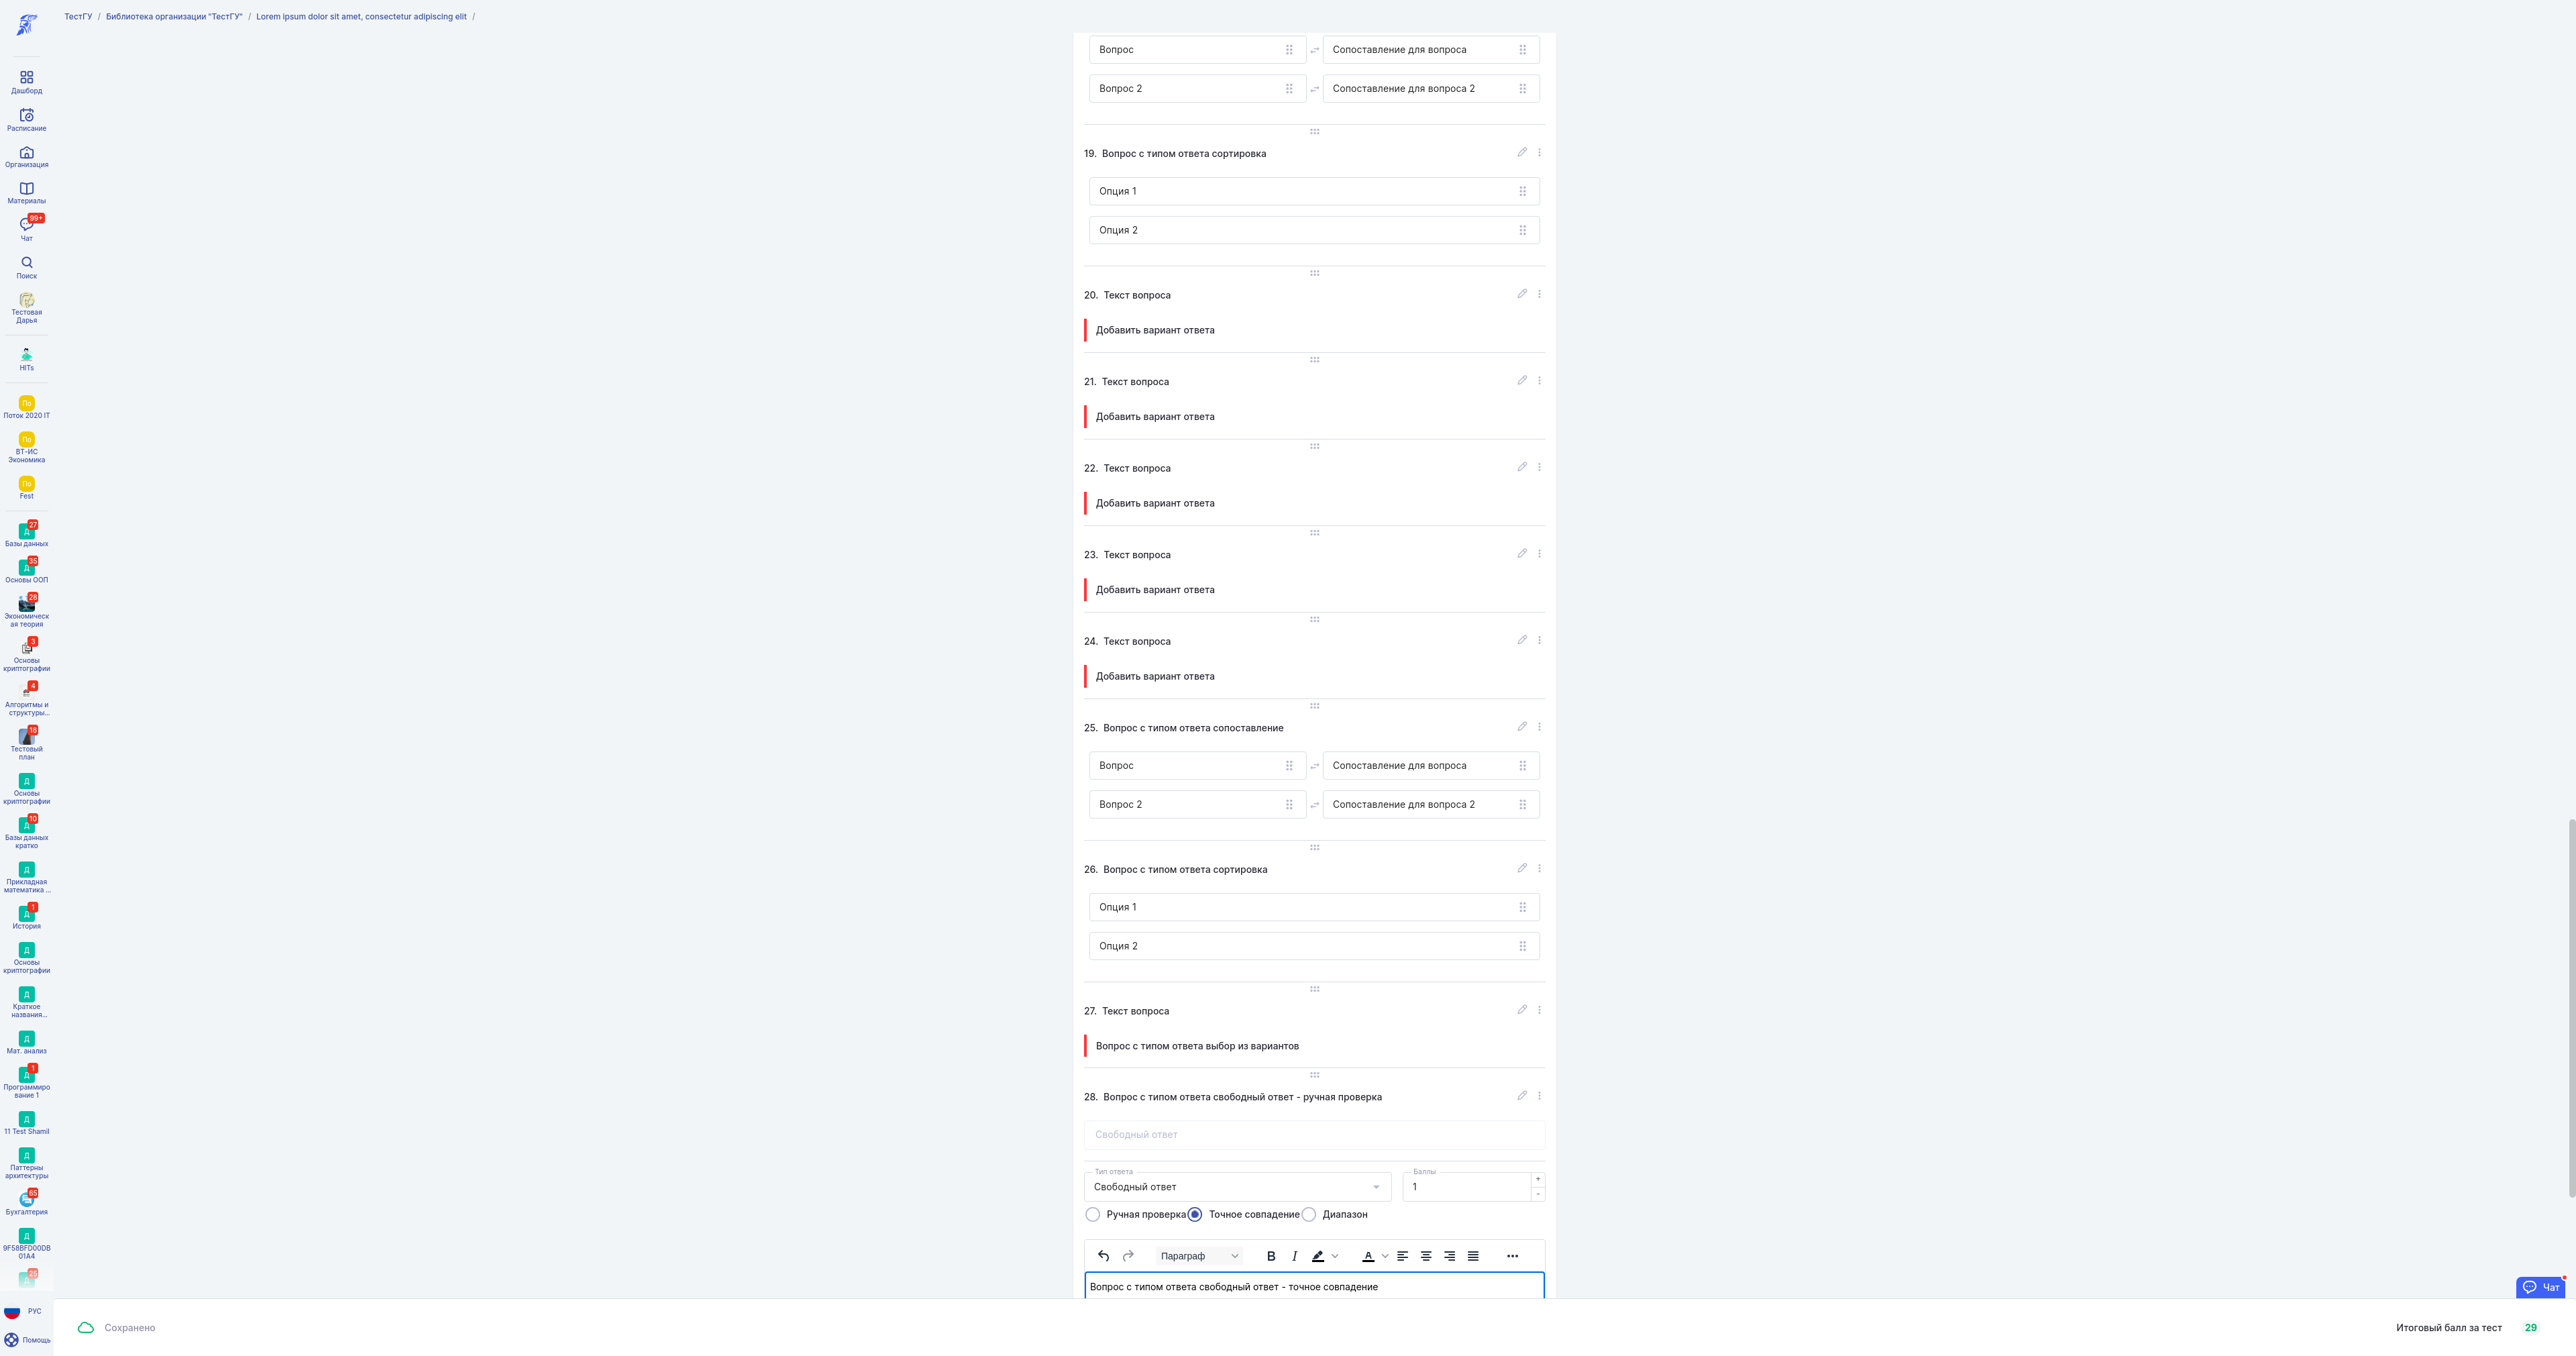 ТестГУ / Библиотека организации "ТестГУ" / Lorem ipsum dolor sit amet, consectetur adipiscing elit /
Дашборд
Расписание
Организация
Материалы
99+
Чат
Поиск
Тестовая
Дарья
HITs
По
Поток 2020 IT
По
ВТ-ИС
Экономика
По
Fest
27
Д
Базы данных
35
Д
Основы ООП
28
Экономическ
ая теория
3
Основы
криптографии
4
Алгоритмы и
структуры...
18
Тестовый
план
Д
Основы
криптографии
10
Д
Базы данных
кратко
Д
Прикладная
математика ...
1
Д
История
Д
Основы
криптографии
Д
Краткое
названия...
Д
Мат. анализ
1
Д
Программиро
вание 1
Д
11 Test Shamil
Д
Паттерны
архитектуры
65
Бухгалтерия
Д
9F58BFD00DB
01A4
25
Д
РУС
Помощь
Вопрос Сопоставление для вопроса
Вопрос 2 Сопоставление для вопроса 2
19. Вопрос с типом ответа сортировка
Опция 1
Опция 2
20. Текст вопроса
Добавить вариант ответа
21. Текст вопроса
Добавить вариант ответа
22. Текст вопроса
Добавить вариант ответа
23. Текст вопроса
Добавить вариант ответа
24. Текст вопроса
Добавить вариант ответа
25. Вопрос с типом ответа сопоставление
Вопрос Сопоставление для вопроса
Вопрос 2 Сопоставление для вопроса 2
26. Вопрос с типом ответа сортировка
Опция 1
Опция 2
27. Текст вопроса
Вопрос с типом ответа выбор из вариантов
28. Вопрос с типом ответа свободный ответ - ручная проверка
Свободный ответ
Тип ответа Баллы
Свободный ответ 1 + -
Ручная проверка Точное совпадение Диапазон
Параграф B I A
Вопрос с типом ответа свободный ответ - точное совпадение
Чат
Сохранено Итоговый балл за тест 29